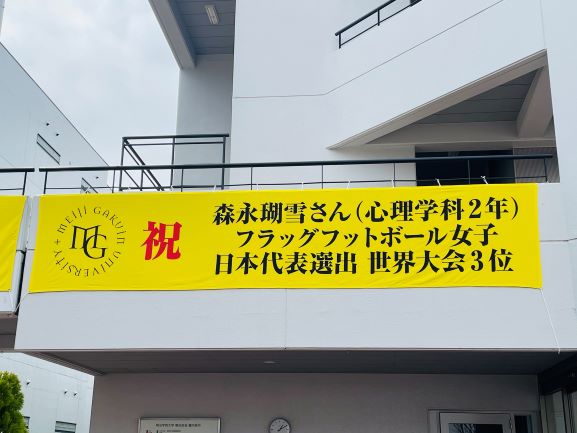 MEIJI GAKUIN UNIVERSITY
MG
祝
森永瑚雪さん（心理学科2年）
フラッグフットボール女子
日本代表選出 世界大会3位